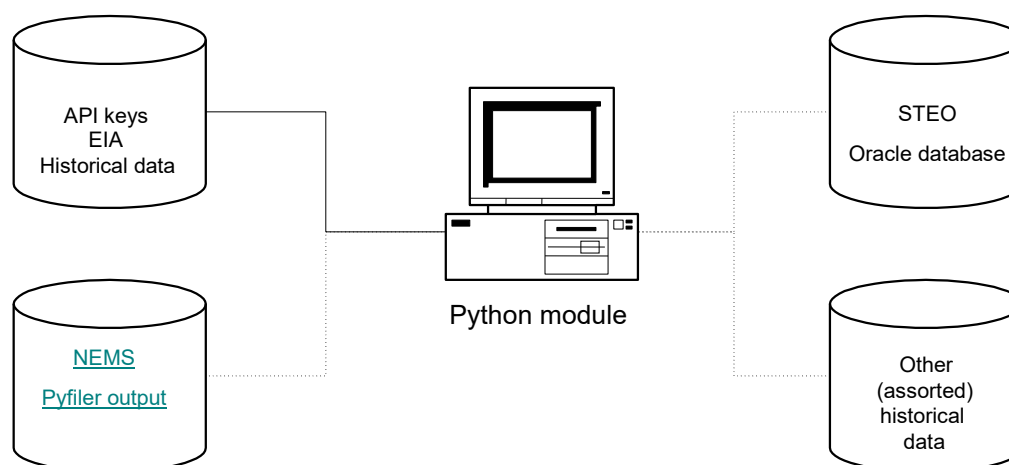 API keys
EIA
Historical data
STEO
Oracle database
Python module
NEMS
Pyfiler output
Other
(assorted)
historical
data